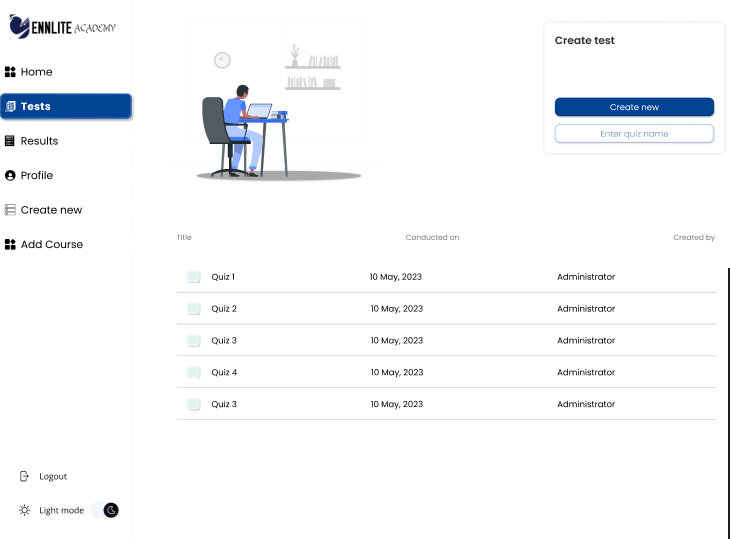 ENNLITE ACADEMY
Home
Tests
Results
Profile
Create new
Add Course
Logout
Light mode
Create test
Create new
Enter quiz name
Title Conducted on Created by
Quiz 1 10 May, 2023 Administrator
Quiz 2 10 May, 2023 Administrator
Quiz 3 10 May, 2023 Administrator
Quiz 4 10 May, 2023 Administrator
Quiz 3 10 May, 2023 Administrator